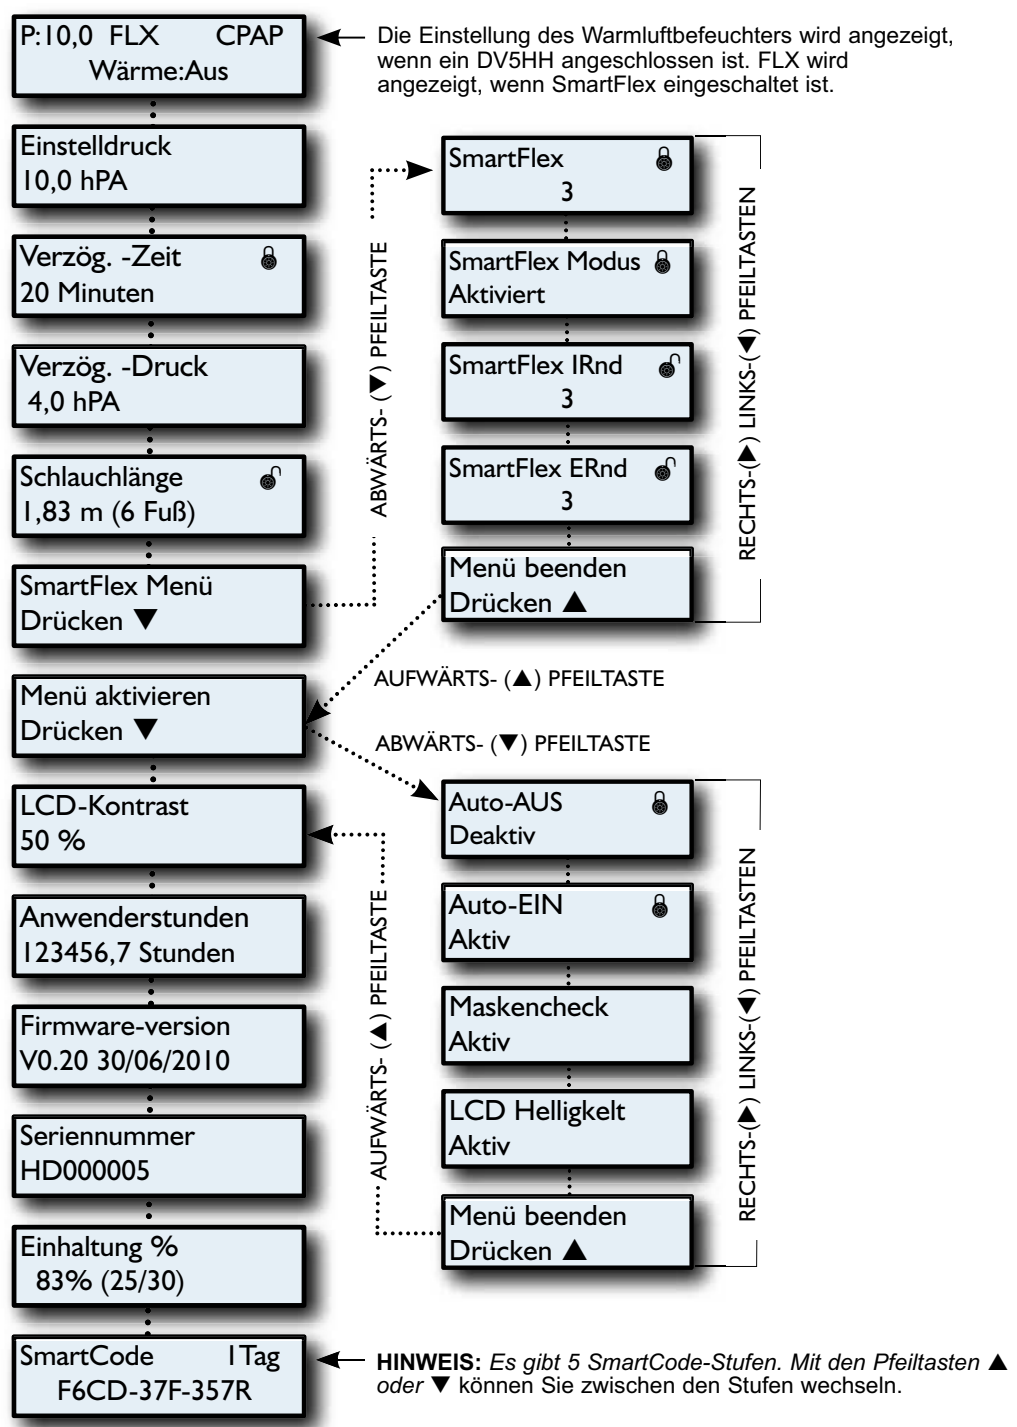 P:10,0 FLX CPAP
Wärme:Aus
Die Einstellung des Warmluftbefeuchters wird angezeigt,
wenn ein DV5HH angeschlossen ist. FLX wird
angezeigt, wenn SmartFlex eingeschaltet ist.
Einstelldruck
10,0 hPA
Verzög. -Zeit
20 Minuten
Verzög. -Druck
4,0 hPA
Schlauchlänge
1,83 m (6 Fuß)
SmartFlex Menü
Drücken ▼
ABWÄRTS- (▼) PFEILTASTE
SmartFlex
3
SmartFlex Modus
Aktiviert
SmartFlex IRnd
3
SmartFlex ERnd
3
Menü beenden
Drücken ▲
RECHTS-(▶) LINKS-(◀) PFEILTASTEN
AUFWÄRTS- (▲) PFEILTASTE
Menü aktivieren
Drücken ▼
ABWÄRTS- (▼) PFEILTASTE
LCD-Kontrast
50 %
Anwenderstunden
123456,7 Stunden
Firmware-version
V0.20 30/06/2010
Seriennummer
HD000005
Einhaltung %
83% (25/30)
AUFWÄRTS- (▲) PFEILTASTE
Auto-AUS
Deaktiv
Auto-EIN
Aktiv
Maskencheck
Aktiv
LCD Helligkelt
Aktiv
Menü beenden
Drücken ▲
RECHTS-(▶) LINKS-(◀) PFEILTASTEN
SmartCode 1Tag
F6CD-37F-357R
HINWEIS: Es gibt 5 SmartCode-Stufen. Mit den Pfeiltasten ▲
oder ▼ können Sie zwischen den Stufen wechseln.